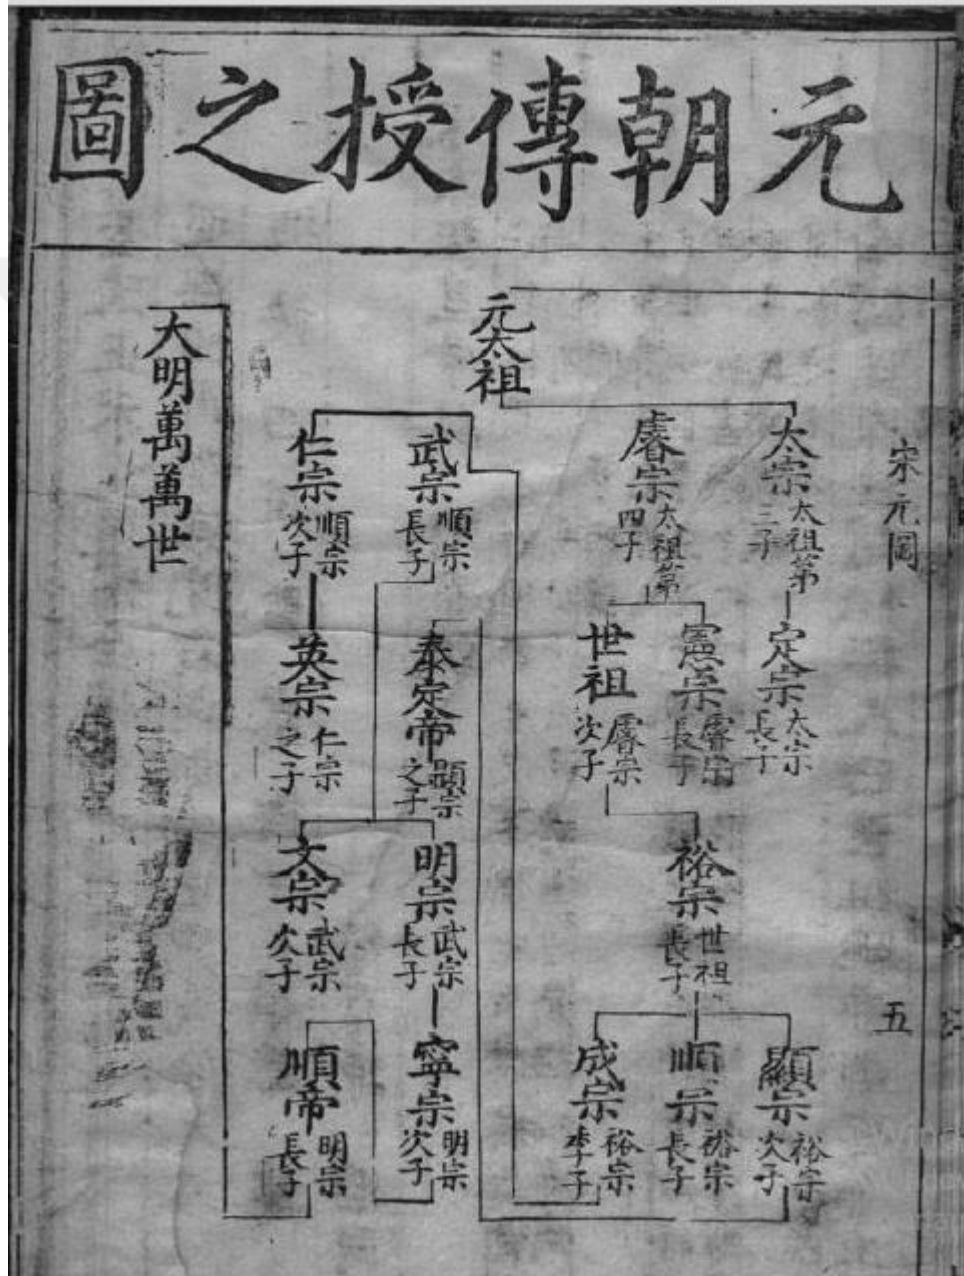 元朝傳授之圖
宋元圖
五
元太祖
太宗 太祖第三子
睿宗 太祖第四子
定宗 太宗長子
憲宗 睿宗長子
世祖 睿宗次子
裕宗 世祖長子
顯宗 裕宗次子
順宗 裕宗長子
成宗 裕宗季子
武宗 順宗長子
仁宗 順宗次子
泰定帝 顯宗之子
英宗 仁宗之子
明宗 武宗長子
文宗 武宗次子
寧宗 明宗次子
順帝 明宗長子
大明萬萬世